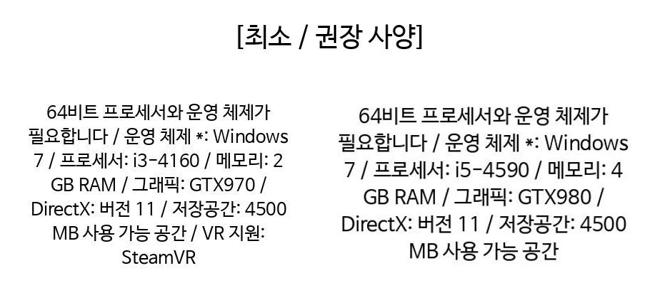 [최소 / 권장 사양]
64비트 프로세서와 운영 체제가
필요합니다 / 운영 체제 *: Windows
7 / 프로세서: i3-4160 / 메모리: 2
GB RAM / 그래픽: GTX970 /
DirectX: 버전 11 / 저장공간: 4500
MB 사용 가능 공간 / VR 지원:
SteamVR
64비트 프로세서와 운영 체제가
필요합니다 / 운영 체제 *: Windows
7 / 프로세서: i5-4590 / 메모리: 4
GB RAM / 그래픽: GTX980 /
DirectX: 버전 11 / 저장공간: 4500
MB 사용 가능 공간